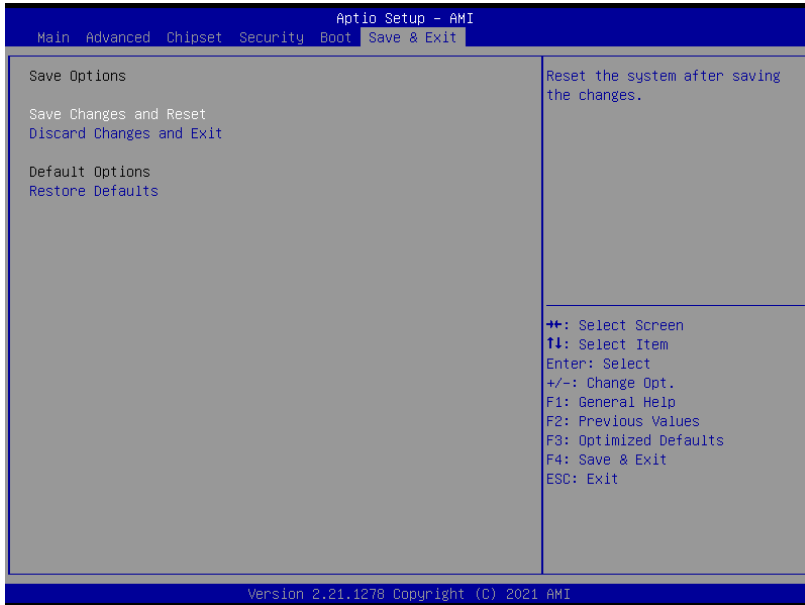 Aptio Setup – AMI
Main Advanced Chipset Security Boot Save & Exit
Save Options
Save Changes and Reset
Discard Changes and Exit
Default Options
Restore Defaults
Reset the system after saving
the changes.
→←: Select Screen
↑↓: Select Item
Enter: Select
+/-: Change Opt.
F1: General Help
F2: Previous Values
F3: Optimized Defaults
F4: Save & Exit
ESC: Exit
Version 2.21.1278 Copyright (C) 2021 AMI